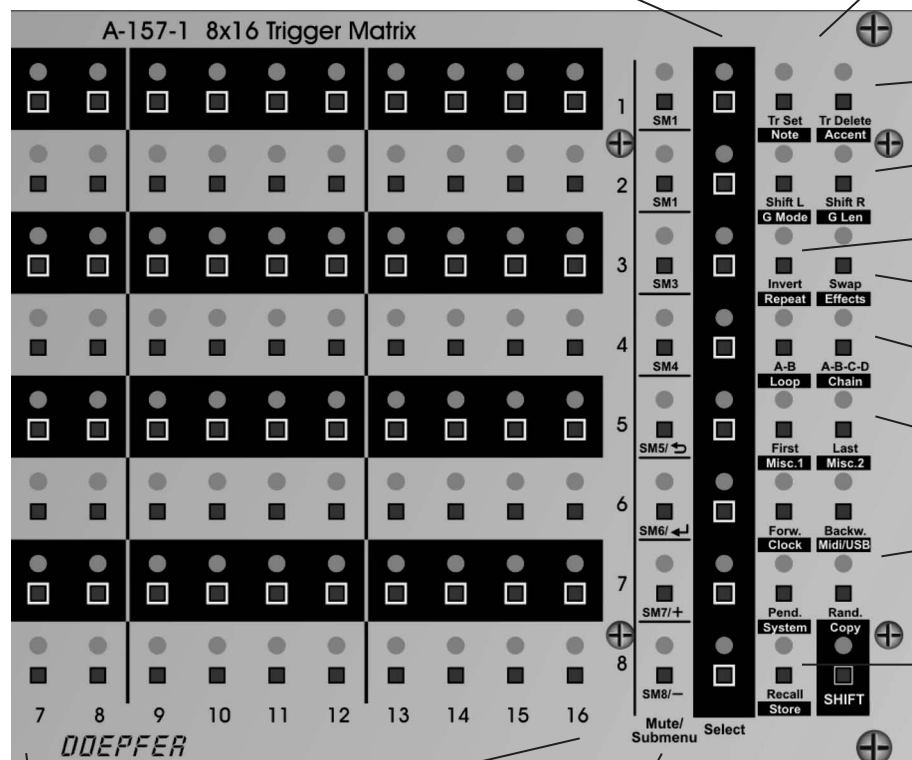 A-157-1 8x16 Trigger Matrix
1
SM1
Tr Set
Tr Delete
Note
Accent
2
SM1
Shift L
Shift R
G Mode
G Len
3
SM3
Invert
Swap
Repeat
Effects
4
SM4
A-B
A-B-C-D
Loop
Chain
5
SM5/
First
Last
Misc.1
Misc.2
6
SM6/
Forw.
Backw.
Clock
Midi/USB
7
SM7/+
Pend.
Rand.
System
Copy
8
SM8/–
Recall
SHIFT
Store
7 8 9 10 11 12 13 14 15 16
Mute/
Submenu
Select
DOEPFER